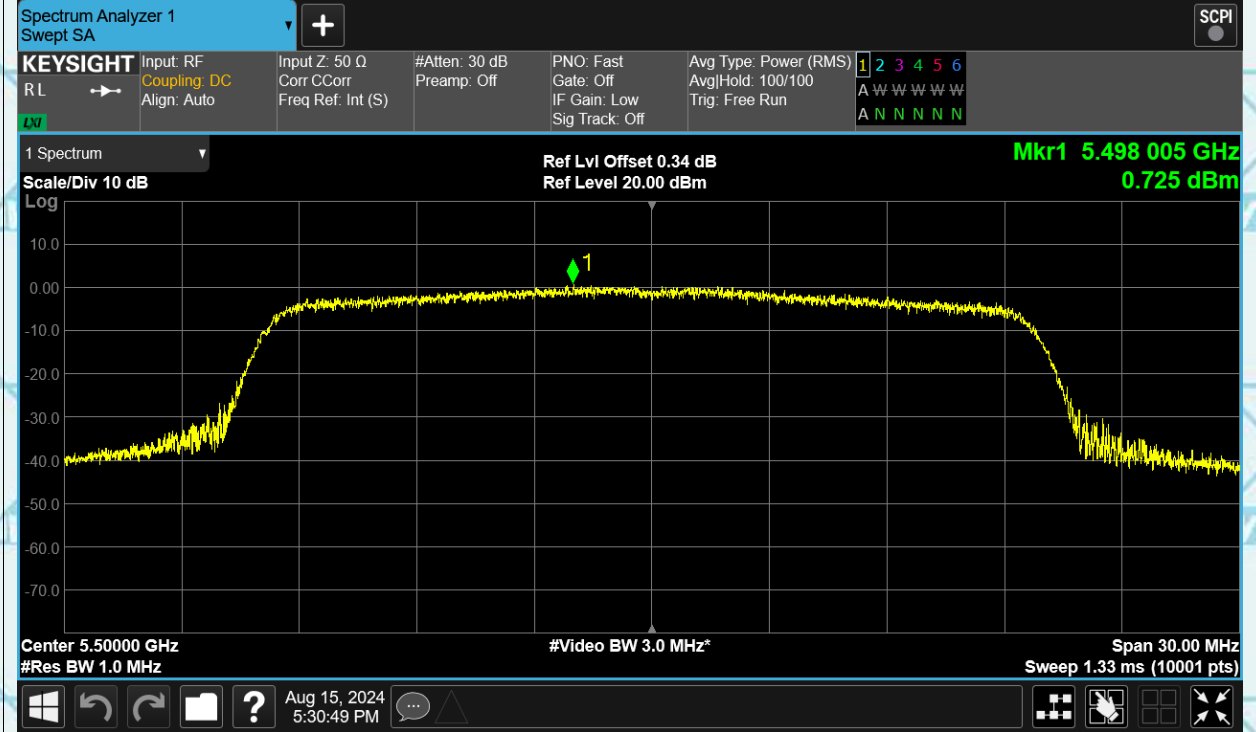 Spectrum Analyzer 1
Swept SA
+
SCPI
KEYSIGHT
RL
LXI
Input: RF
Coupling: DC
Align: Auto
Input Z: 50 Ω
Corr CCorr
Freq Ref: Int (S)
#Atten: 30 dB
Preamp: Off
PNO: Fast
Gate: Off
IF Gain: Low
Sig Track: Off
Avg Type: Power (RMS)
Avg|Hold: 100/100
Trig: Free Run
1 2 3 4 5 6
A W W W W W
A N N N N N
1 Spectrum
Scale/Div 10 dB
Log
Ref Lvl Offset 0.34 dB
Ref Level 20.00 dBm
Mkr1 5.498 005 GHz
0.725 dBm
1
10.0
0.00
-10.0
-20.0
-30.0
-40.0
-50.0
-60.0
-70.0
Center 5.50000 GHz
#Res BW 1.0 MHz
#Video BW 3.0 MHz*
Span 30.00 MHz
Sweep 1.33 ms (10001 pts)
?
Aug 15, 2024
5:30:49 PM